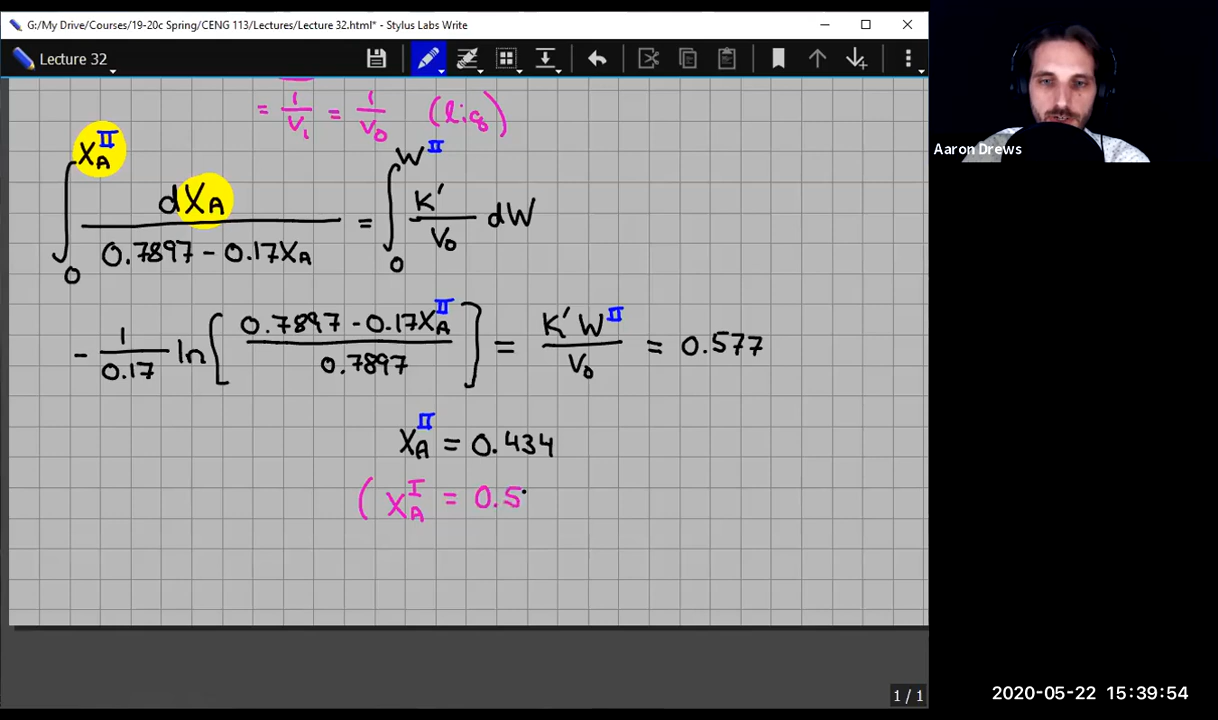 G:/My Drive/Courses/19-20c Spring/CENG 113/Lectures/Lecture 32.html* - Stylus Labs Write
Lecture 32
= 1/V₁ = 1/V₀ (liq)
∫₀^(X_A^II) dX_A / (0.7897 - 0.17X_A) = ∫₀^(W^II) K'/V₀ dW
- 1/0.17 ln[(0.7897 - 0.17X_A^II) / 0.7897] = K'W^II / V₀ = 0.577
X_A^II = 0.434
( X_A^I = 0.5
Aaron Drews
1 / 1
2020-05-22 15:39:54